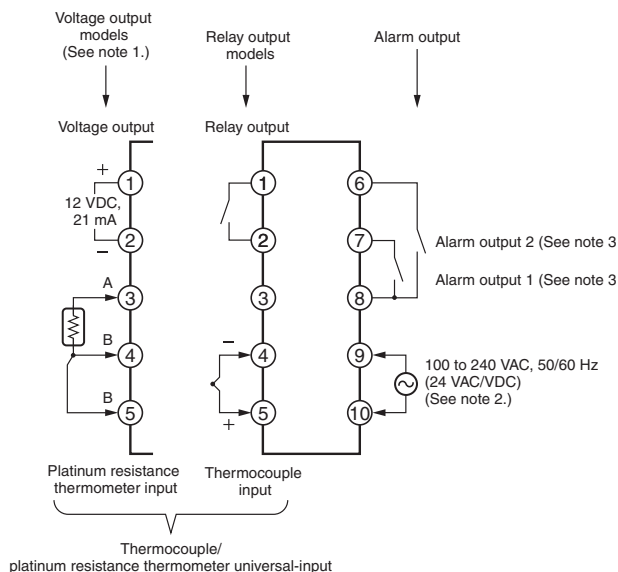 Voltage output
models
(See note 1.)
Relay output
models
Alarm output
Voltage output
Relay output
+
1
12 VDC,
21 mA
2
−
A
3
B
4
B
5
1
2
3
−
4
5
+
6
7
8
9
10
Alarm output 2 (See note 3
Alarm output 1 (See note 3
100 to 240 VAC, 50/60 Hz
(24 VAC/VDC)
(See note 2.)
Platinum resistance
thermometer input
Thermocouple
input
Thermocouple/
platinum resistance thermometer universal-input